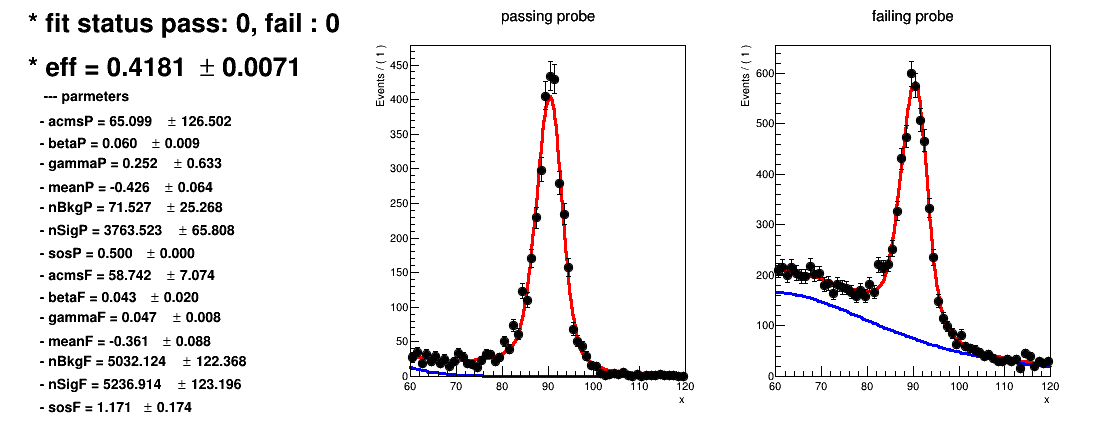 * fit status pass: 0, fail : 0
* eff = 0.4181 ± 0.0071
--- parmeters
- acmsP = 65.099 ± 126.502
- betaP = 0.060 ± 0.009
- gammaP = 0.252 ± 0.633
- meanP = -0.426 ± 0.064
- nBkgP = 71.527 ± 25.268
- nSigP = 3763.523 ± 65.808
- sosP = 0.500 ± 0.000
- acmsF = 58.742 ± 7.074
- betaF = 0.043 ± 0.020
- gammaF = 0.047 ± 0.008
- meanF = -0.361 ± 0.088
- nBkgF = 5032.124 ± 122.368
- nSigF = 5236.914 ± 123.196
- sosF = 1.171 ± 0.174
passing probe
Events / ( 1 )
450
400
350
300
250
200
150
100
50
0
60 70 80 90 100 110 120
x
failing probe
Events / ( 1 )
600
500
400
300
200
100
0
60 70 80 90 100 110 120
x